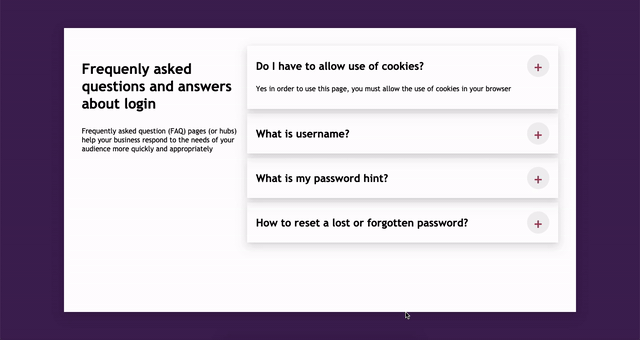 Frequenly asked
questions and answers
about login
Frequently asked question (FAQ) pages (or hubs)
help your business respond to the needs of your
audience more quickly and appropriately
Do I have to allow use of cookies?
+
Yes in order to use this page, you must allow the use of cookies in your browser
What is username?
+
What is my password hint?
+
How to reset a lost or forgotten password?
+